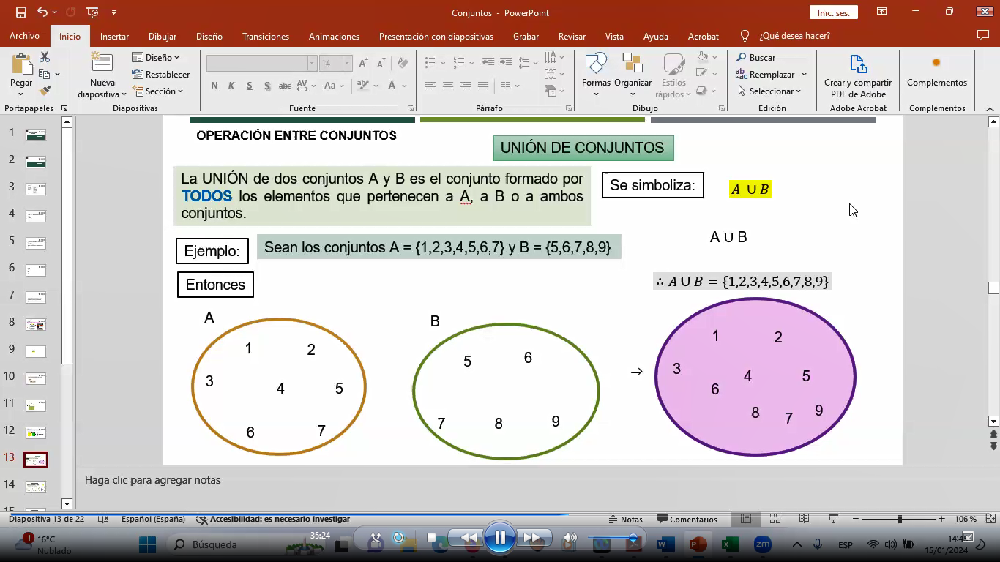 Conjuntos - PowerPoint
Inic. ses.
Archivo Inicio Insertar Dibujar Diseño Transiciones Animaciones Presentación con diapositivas Grabar Revisar Vista Ayuda Acrobat ¿Qué desea hacer?
Pegar
Portapapeles
Nueva diapositiva
Diseño
Restablecer
Sección
Diapositivas
14
N K S S abc AV Aa A
Fuente
Párrafo
Formas
Organizar
Estilos rápidos
Dibujo
Buscar
Reemplazar
Seleccionar
Edición
Crear y compartir PDF de Adobe
Adobe Acrobat
Complementos
Complementos
1
2
3
4
5
6
7
8
9
10
11
12
13
14
OPERACIÓN ENTRE CONJUNTOS
UNIÓN DE CONJUNTOS
La UNIÓN de dos conjuntos A y B es el conjunto formado por
TODOS los elementos que pertenecen a A, a B o a ambos
conjuntos.
Se simboliza:
A ∪ B
A ∪ B
Ejemplo:
Sean los conjuntos A = {1,2,3,4,5,6,7} y B = {5,6,7,8,9}
Entonces
∴ A ∪ B = {1,2,3,4,5,6,7,8,9}
A
1 2
3 4 5
6 7
B
5 6
7 8 9
⇒
1 2
3 4 5
6
8 7 9
Haga clic para agregar notas
Diapositiva 13 de 22 Español (España) Accesibilidad: es necesario investigar Notas Comentarios 106 %
1
16°C
Nublado
Búsqueda
35:24
ESP
15/01/2024